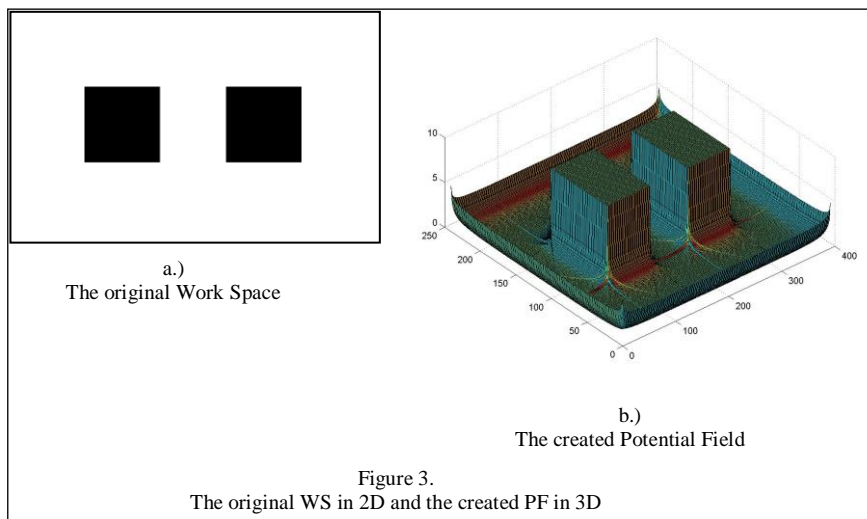 a.)
The original Work Space
10
5
0
250
200
150
100
50
0
0
100
200
300
400
b.)
The created Potential Field
Figure 3.
The original WS in 2D and the created PF in 3D